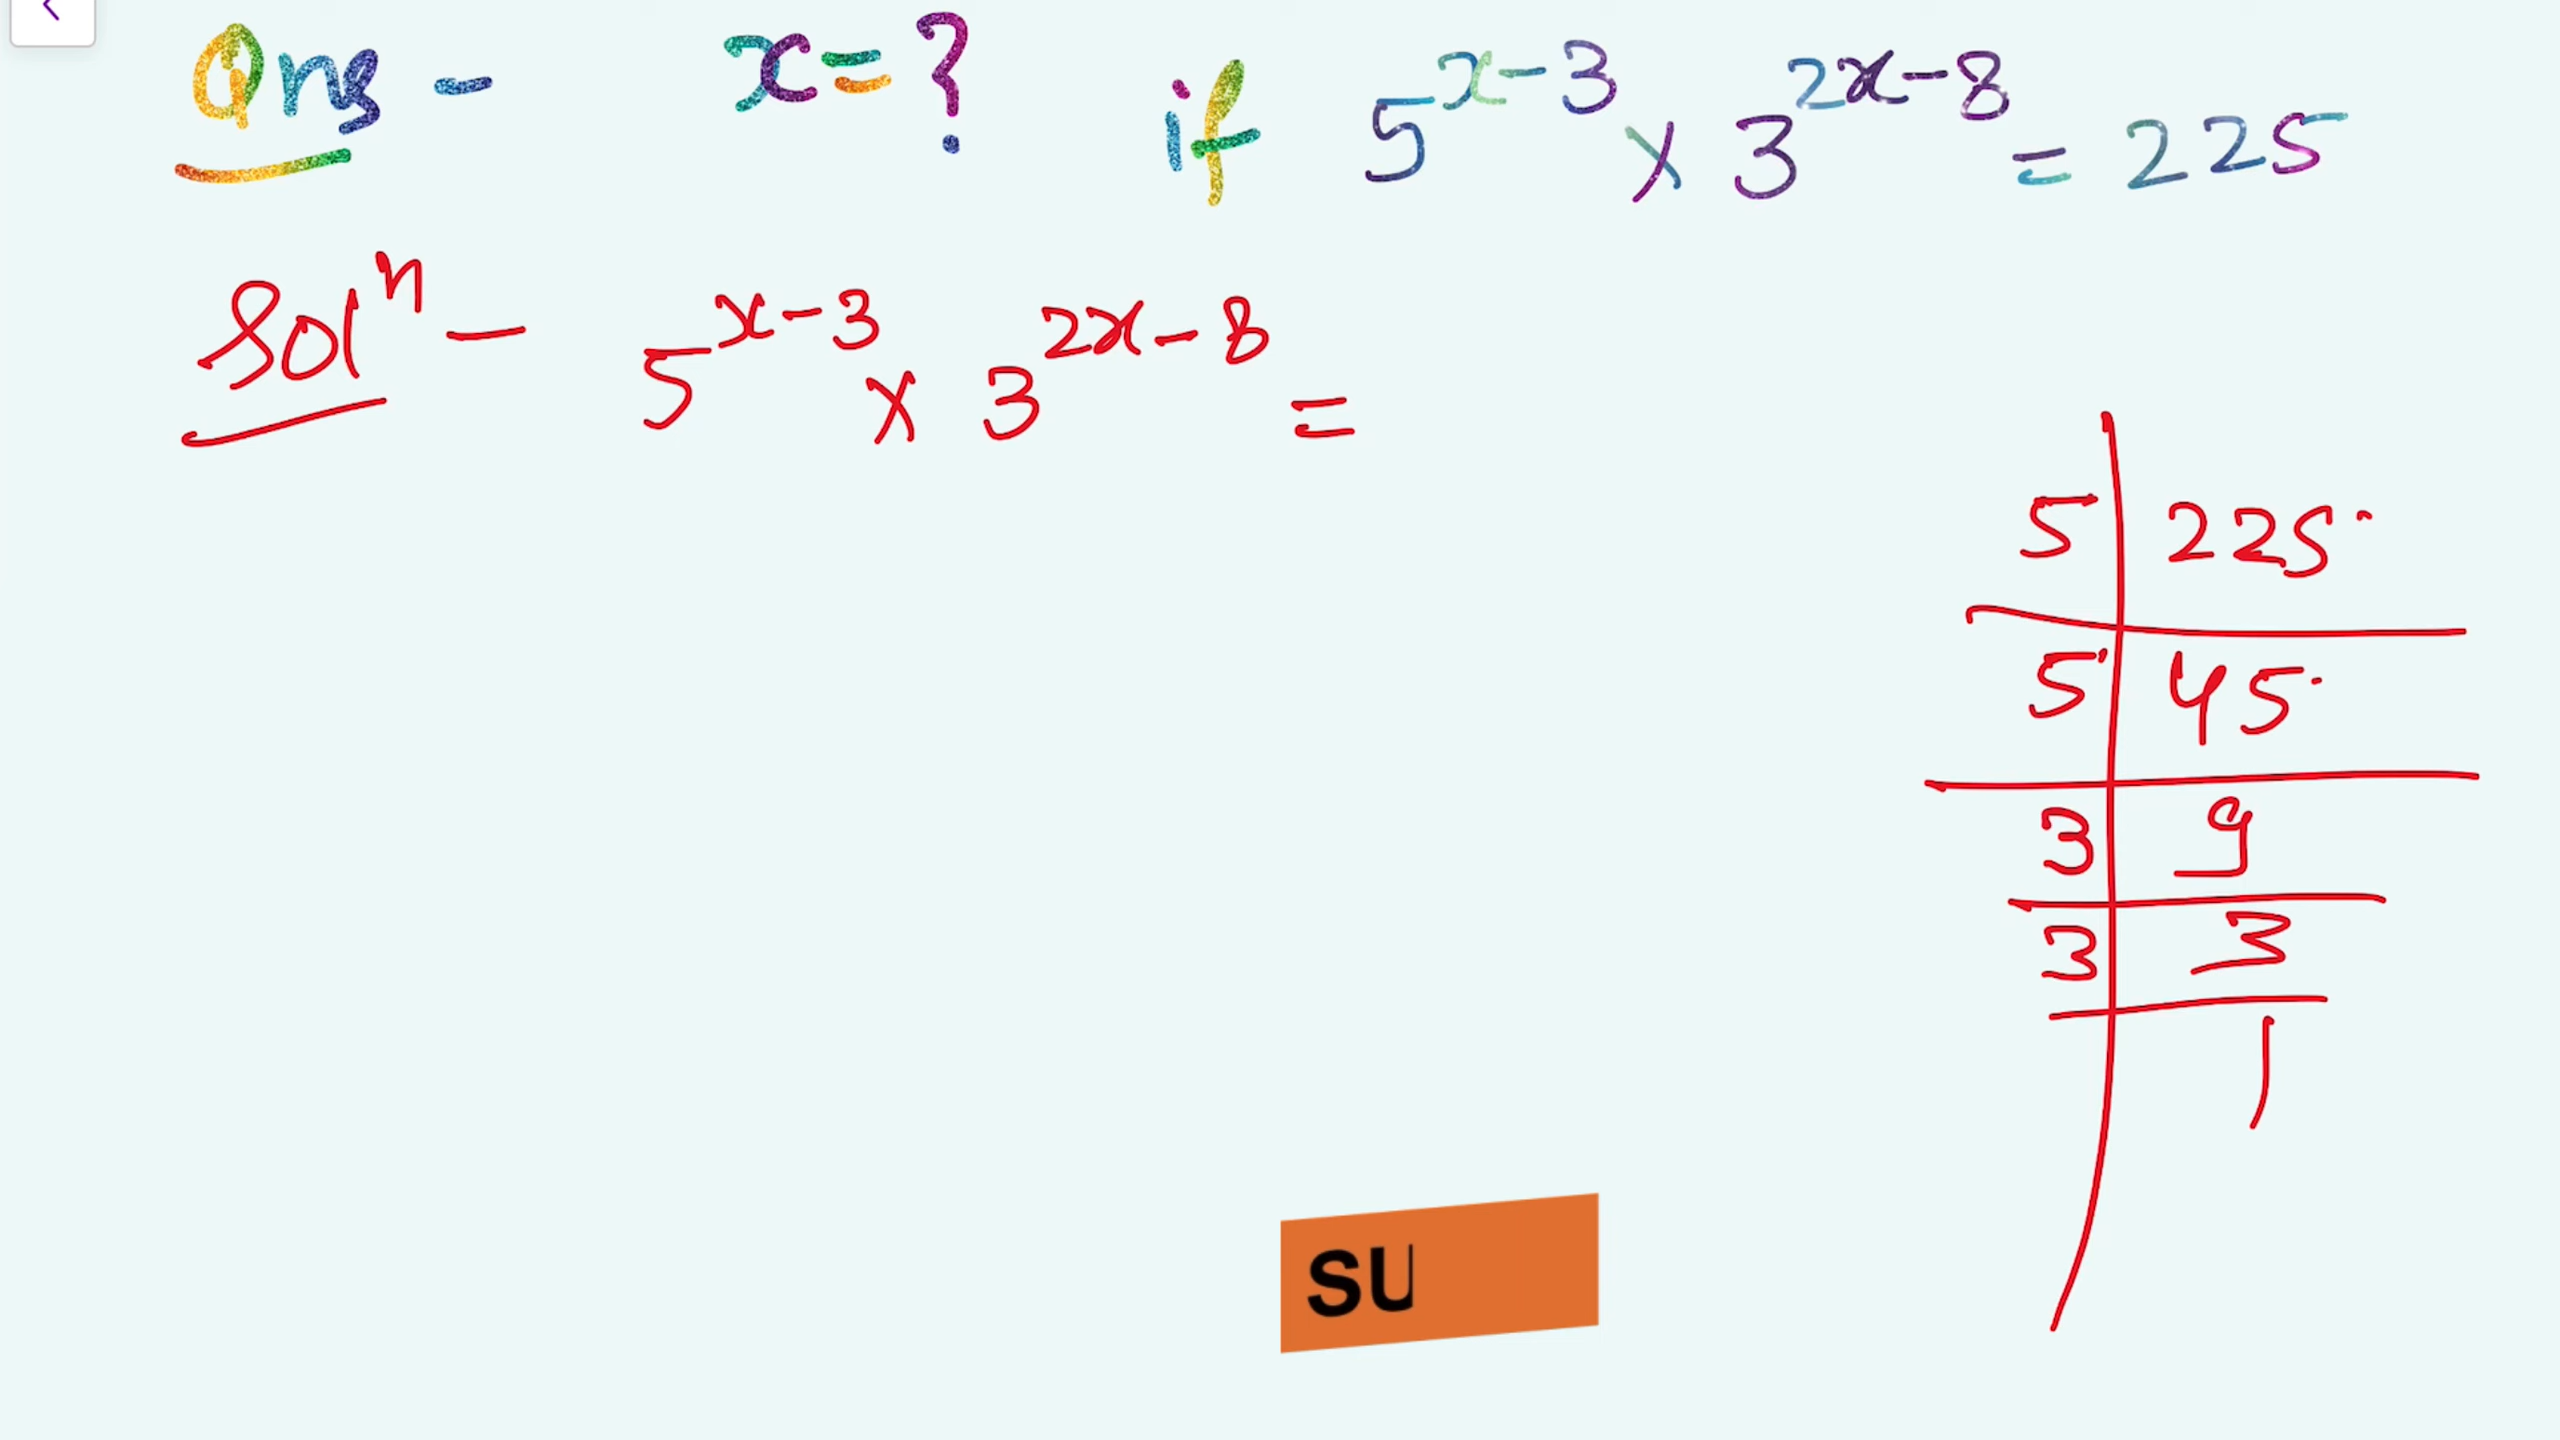 Qns - x = ? if 5^{x-3} × 3^{2x-8} = 225
Sol^n - 5^{x-3} × 3^{2x-8} =
5 | 225
5 | 45
3 | 9
3 | 3
1
SU